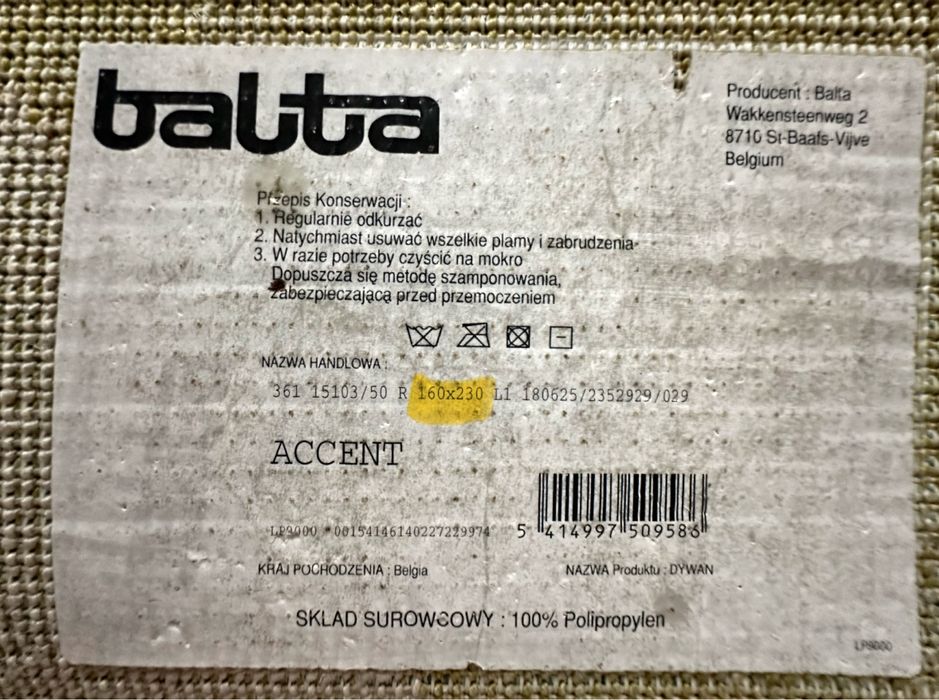 balta
Producent : Balta
Wakkensteenweg 2
8710 St-Baafs-Vijve
Belgium
Przepis Konserwacji :
1. Regularnie odkurzać
2. Natychmiast usuwać wszelkie plamy i zabrudzenia
3. W razie potrzeby czyścić na mokro
Dopuszcza się metodę szamponowania,
zabezpieczającą przed przemoczeniem
NAZWA HANDLOWA :
361 15103/50 R 160x230 L1 180625/2352929/029
ACCENT
LP9000 *00154146140227229974
5 414997 509586
KRAJ POCHODZENIA : Belgia
NAZWA Produktu : DYWAN
SKLAD SUROWCOWY : 100% Polipropylen
LP9000